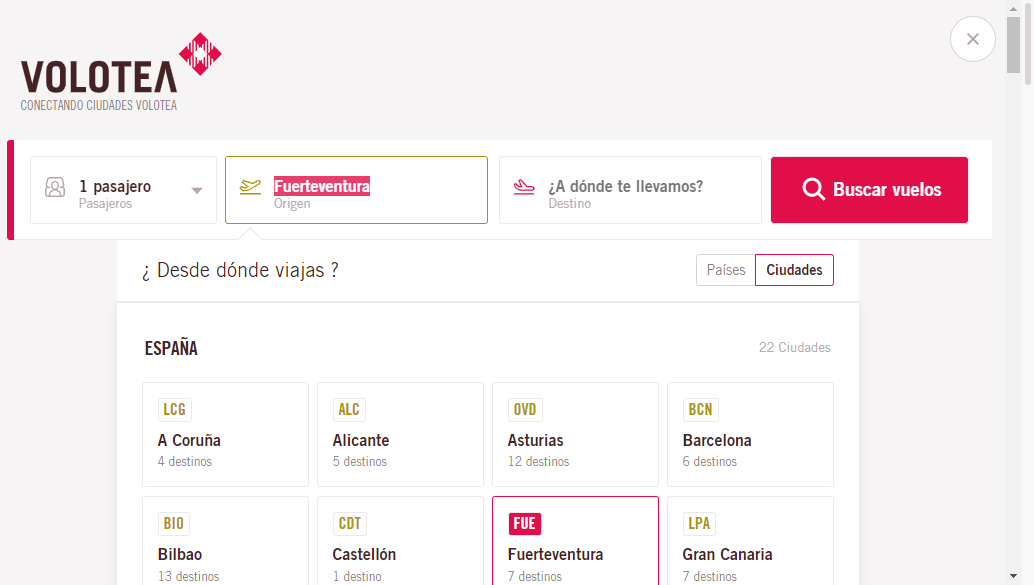 VOLOTEA
CONECTANDO CIUDADES VOLOTEA
1 pasajero
Pasajeros
Fuerteventura
Origen
¿A dónde te llevamos?
Destino
Buscar vuelos
¿ Desde dónde viajas ?
Países
Ciudades
ESPAÑA
22 Ciudades
LCG
A Coruña
4 destinos
ALC
Alicante
5 destinos
OVD
Asturias
12 destinos
BCN
Barcelona
6 destinos
BIO
Bilbao
13 destinos
CDT
Castellón
1 destino
FUE
Fuerteventura
7 destinos
LPA
Gran Canaria
7 destinos